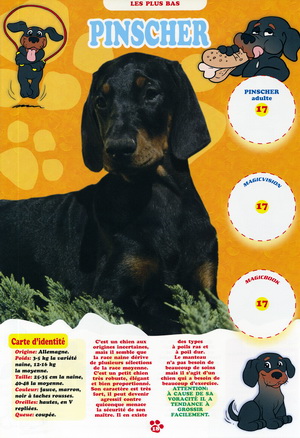 LES PLUS BAS
PINSCHER
PINSCHER
adulte
17
MAGICVISION
17
MAGICBOOK
17
Carte d'identité
Origine: Allemagne.
Poids: 3-5 kg la variété
naine, 12-16 kg
la moyenne.
Taille: 25-35 cm la naine,
40-48 la moyenne.
Couleur: fauve, marron,
noir à taches rousses.
Oreilles: hautes, en V
repliées.
Queue: coupée.
C'est un chien aux
origines incertaines,
mais il semble que
la race naine dérive
de plusieurs sélections
de la race moyenne.
C'est un petit chien
très robuste, élégant
et bien proportionné.
Son caractère est très
fort, il peut devenir
agressif contre
quiconque menace
la sécurité de son
maître. Il en existe
des types
à poils ras et
à poil dur.
Le manteau
n'a pas besoin de
beaucoup de soins
mais il s'agit d'un
chien qui a besoin de
beaucoup d'exercice.
ATTENTION:
À CAUSE DE SA
VORACITÉ IL A
TENDANCE À
GROSSIR
FACILEMENT.